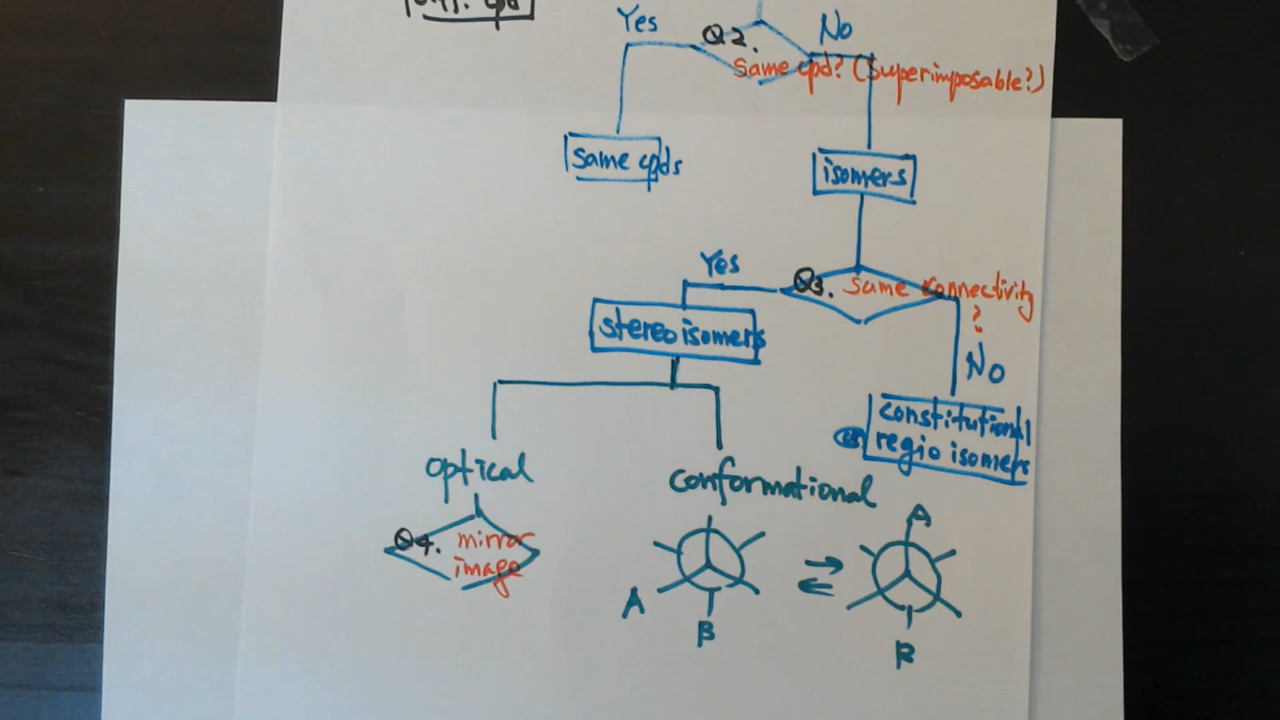 Yes
Q2.
No
Same cpd? (Superimposable?)
same cpds
isomers
Yes
Q3. same connectivity
?
No
stereoisomers
constitutional
regio isomers
optical
conformational
Q4. mirror
image
A
B
A
B